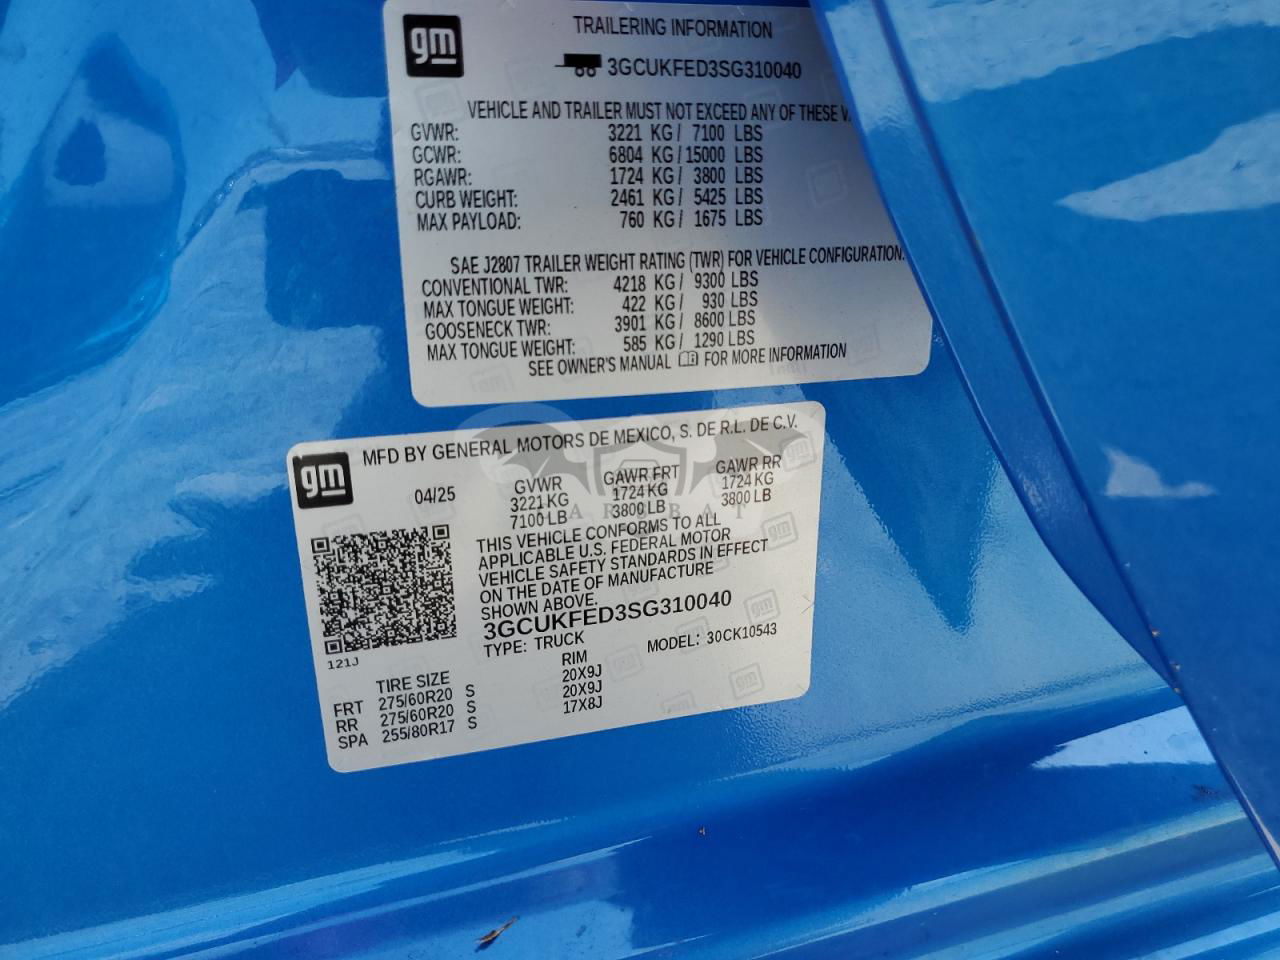 gm
TRAILERING INFORMATION
3GCUKFED3SG310040
VEHICLE AND TRAILER MUST NOT EXCEED ANY OF THESE
GVWR: 3221 KG / 7100 LBS
GCWR: 6804 KG / 15000 LBS
RGAWR: 1724 KG / 3800 LBS
CURB WEIGHT: 2461 KG / 5425 LBS
MAX PAYLOAD: 760 KG / 1675 LBS
SAE J2807 TRAILER WEIGHT RATING (TWR) FOR VEHICLE CONFIGURATION.
CONVENTIONAL TWR: 4218 KG / 9300 LBS
MAX TONGUE WEIGHT: 422 KG / 930 LBS
GOOSENECK TWR: 3901 KG / 8600 LBS
MAX TONGUE WEIGHT: 585 KG / 1290 LBS
SEE OWNER'S MANUAL FOR MORE INFORMATION
gm
MFD BY GENERAL MOTORS DE MEXICO, S. DE R.L. DE C.V.
04/25
GVWR GAWR FRT GAWR RR
3221 KG 1724 KG 1724 KG
7100 LB 3800 LB 3800 LB
THIS VEHICLE CONFORMS TO ALL
APPLICABLE U.S. FEDERAL MOTOR
VEHICLE SAFETY STANDARDS IN EFFECT
ON THE DATE OF MANUFACTURE
SHOWN ABOVE.
3GCUKFED3SG310040
TYPE: TRUCK MODEL: 30CK10543
121J
TIRE SIZE RIM
FRT 275/60R20 S 20X9J
RR 275/60R20 S 20X9J
SPA 255/80R17 S 17X8J